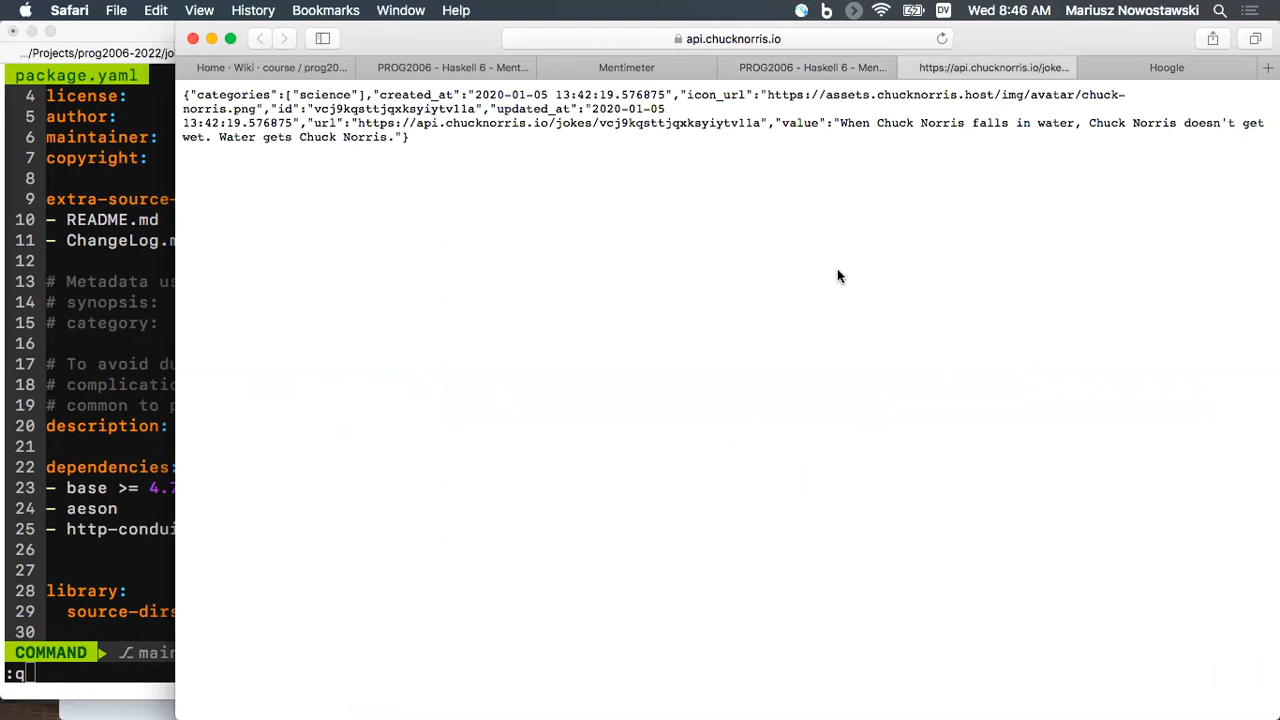 Safari File Edit View History Bookmarks Window Help
DV Wed 8:46 AM Mariusz Nowostawski
.../Projects/prog2006-2022/jo
api.chucknorris.io
Home · Wiki · course / prog20...
PROG2006 - Haskell 6 - Ment...
Mentimeter
PROG2006 - Haskell 6 - Men...
https://api.chucknorris.io/joke...
Hoogle
package.yaml
4 license:
5 author:
6 maintainer:
7 copyright:
8
9 extra-source-
10 - README.md
11 - ChangeLog.m
12
13 # Metadata us
14 # synopsis:
15 # category:
16
17 # To avoid du
18 # complicatio
19 # common to p
20 description:
21
22 dependencies:
23 - base >= 4.7
24 - aeson
25 - http-condui
26
27
28 library:
29 source-dirs
30
COMMAND main
:q
{"categories":["science"],"created_at":"2020-01-05 13:42:19.576875","icon_url":"https://assets.chucknorris.host/img/avatar/chuck-
norris.png","id":"vcj9kqsttjqxksyiytv1la","updated_at":"2020-01-05
13:42:19.576875","url":"https://api.chucknorris.io/jokes/vcj9kqsttjqxksyiytv1la","value":"When Chuck Norris falls in water, Chuck Norris doesn't get
wet. Water gets Chuck Norris."}